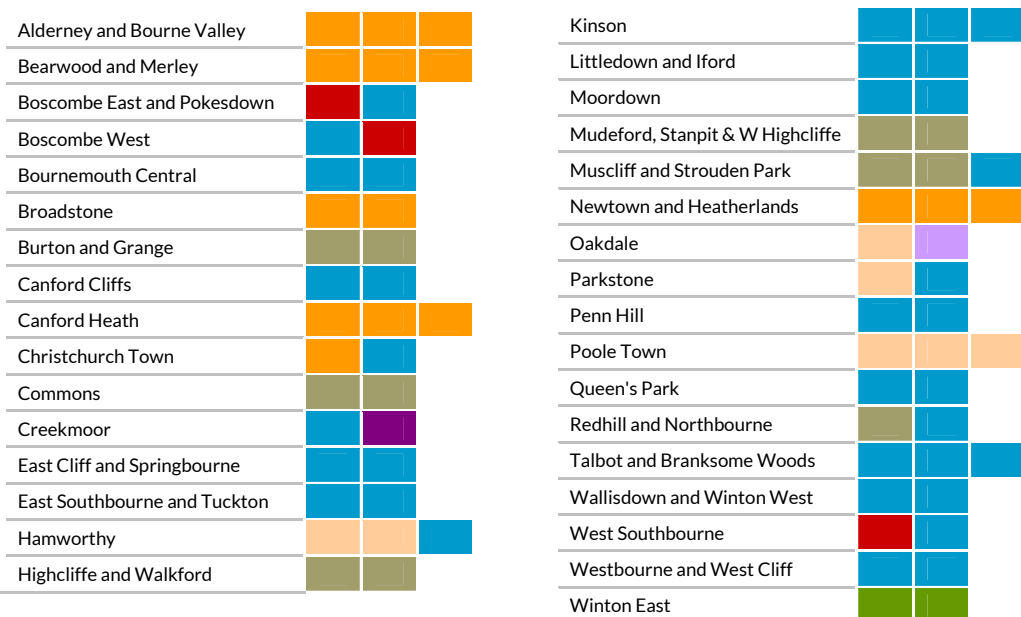 Alderney and Bourne Valley
Bearwood and Merley
Boscombe East and Pokesdown
Boscombe West
Bournemouth Central
Broadstone
Burton and Grange
Canford Cliffs
Canford Heath
Christchurch Town
Commons
Creekmoor
East Cliff and Springbourne
East Southbourne and Tuckton
Hamworthy
Highcliffe and Walkford
Kinson
Littledown and Iford
Moordown
Mudeford, Stanpit & W Highcliffe
Muscliff and Strouden Park
Newtown and Heatherlands
Oakdale
Parkstone
Penn Hill
Poole Town
Queen's Park
Redhill and Northbourne
Talbot and Branksome Woods
Wallisdown and Winton West
West Southbourne
Westbourne and West Cliff
Winton East